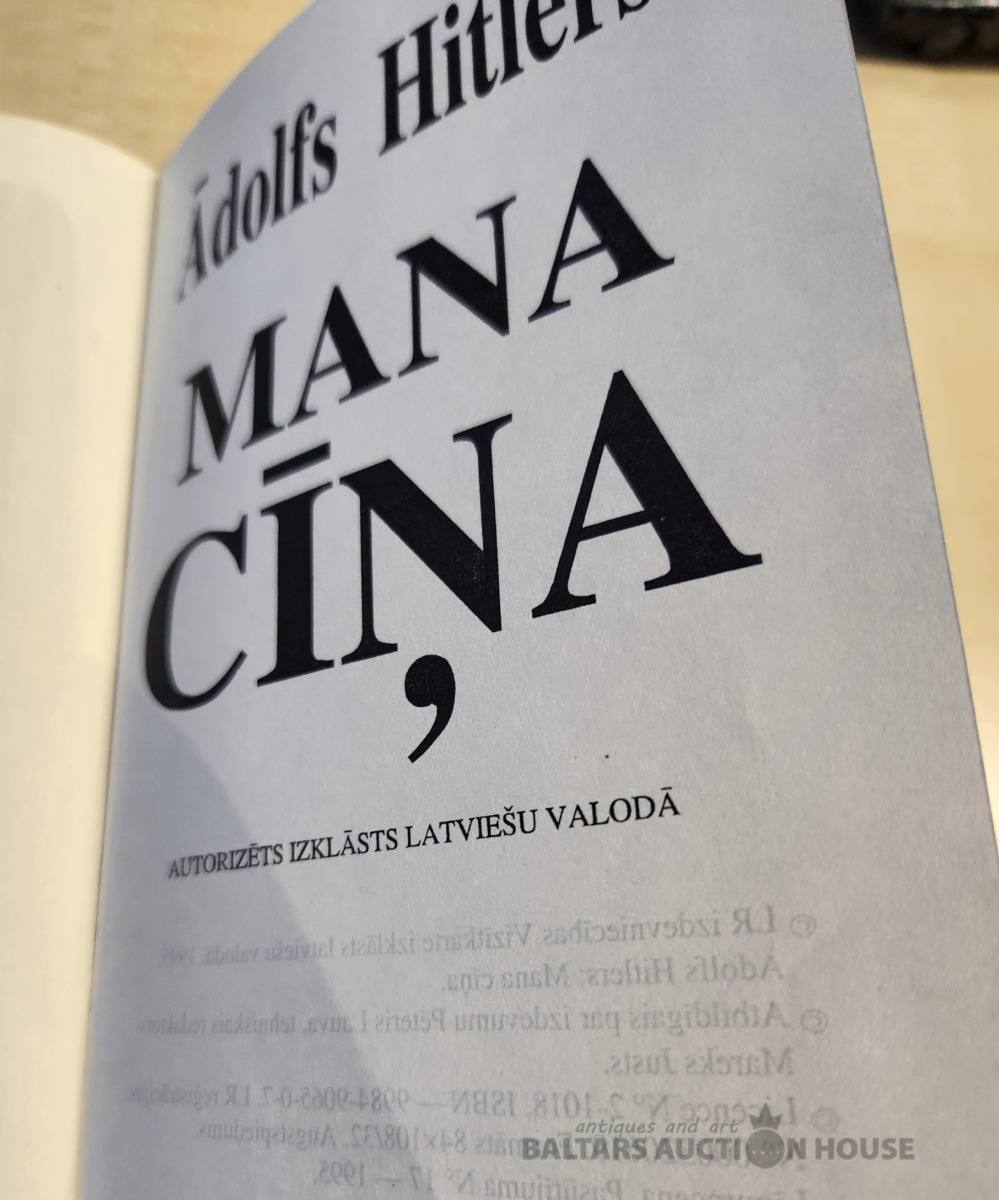 Ādolfs Hitlers
MANA
CĪŅA
AUTORIZĒTS IZKLĀSTS LATVIEŠU VALODĀ
© LR izdevniecības Vizītkarte izklāsts latviešu valodā, 1995
Ādolfs Hitlers: Mana cīņa.
© Atbildīgais par izdevumu Pēteris Lauva, tehniskais redaktors
Mareks Justs.
Licence Nº 2-1018. ISBN — 9984-9065-0-7. LR reģistrācijas
formāts 84x108/32. Augstspiedums.
Pasūtījuma Nº 17 — 1995.
antiques and art
BALTARS AUCTION HOUSE